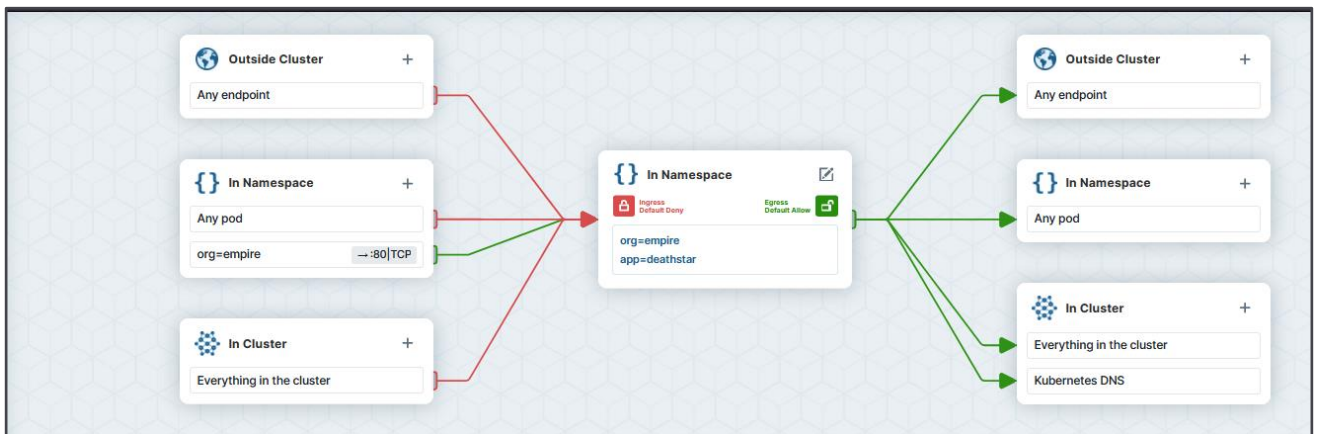 Outside Cluster +
Any endpoint
In Namespace +
Any pod
org=empire →:80|TCP
In Cluster +
Everything in the cluster
{} In Namespace
Ingress
Default Deny
Egress
Default Allow
org=empire
app=deathstar
Outside Cluster +
Any endpoint
{} In Namespace +
Any pod
In Cluster +
Everything in the cluster
Kubernetes DNS